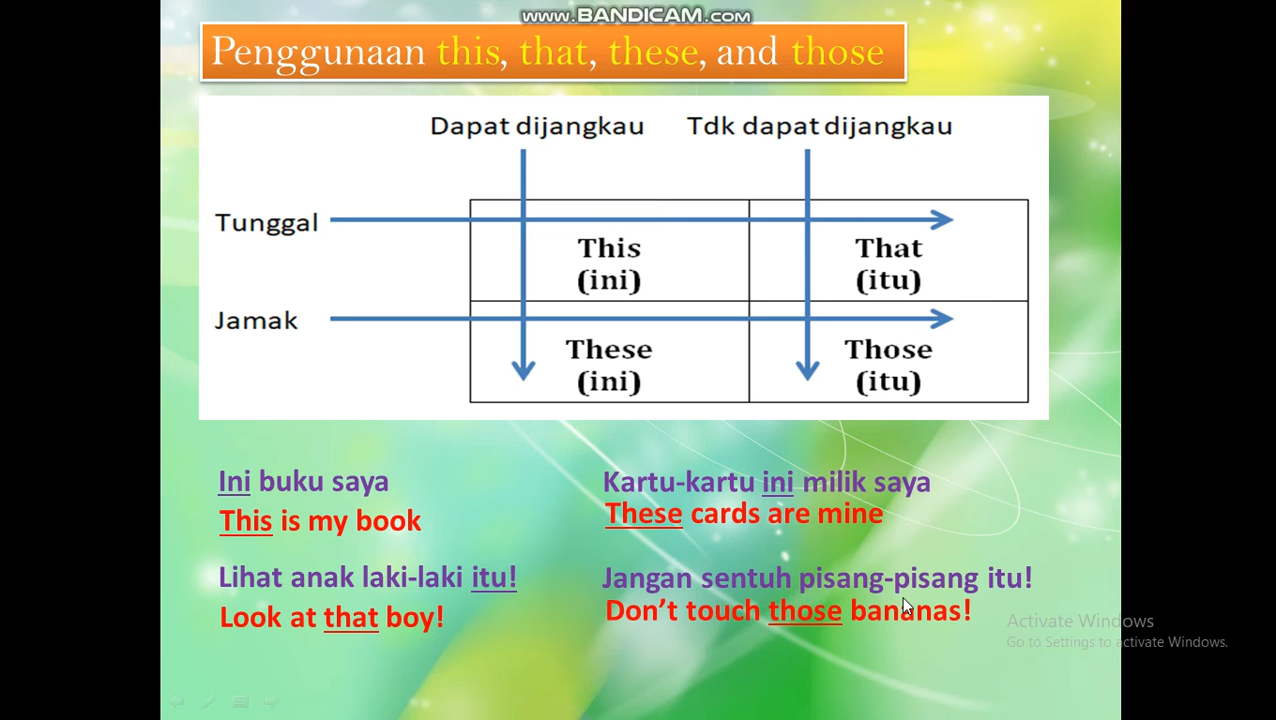 www.BANDICAM.com
Penggunaan this, that, these, and those
Dapat dijangkau Tdk dapat dijangkau
Tunggal
This That
(ini) (itu)
Jamak
These Those
(ini) (itu)
Ini buku saya
This is my book
Lihat anak laki-laki itu!
Look at that boy!
Kartu-kartu ini milik saya
These cards are mine
Jangan sentuh pisang-pisang itu!
Don't touch those bananas!
Activate Windows
Go to Settings to activate Windows.